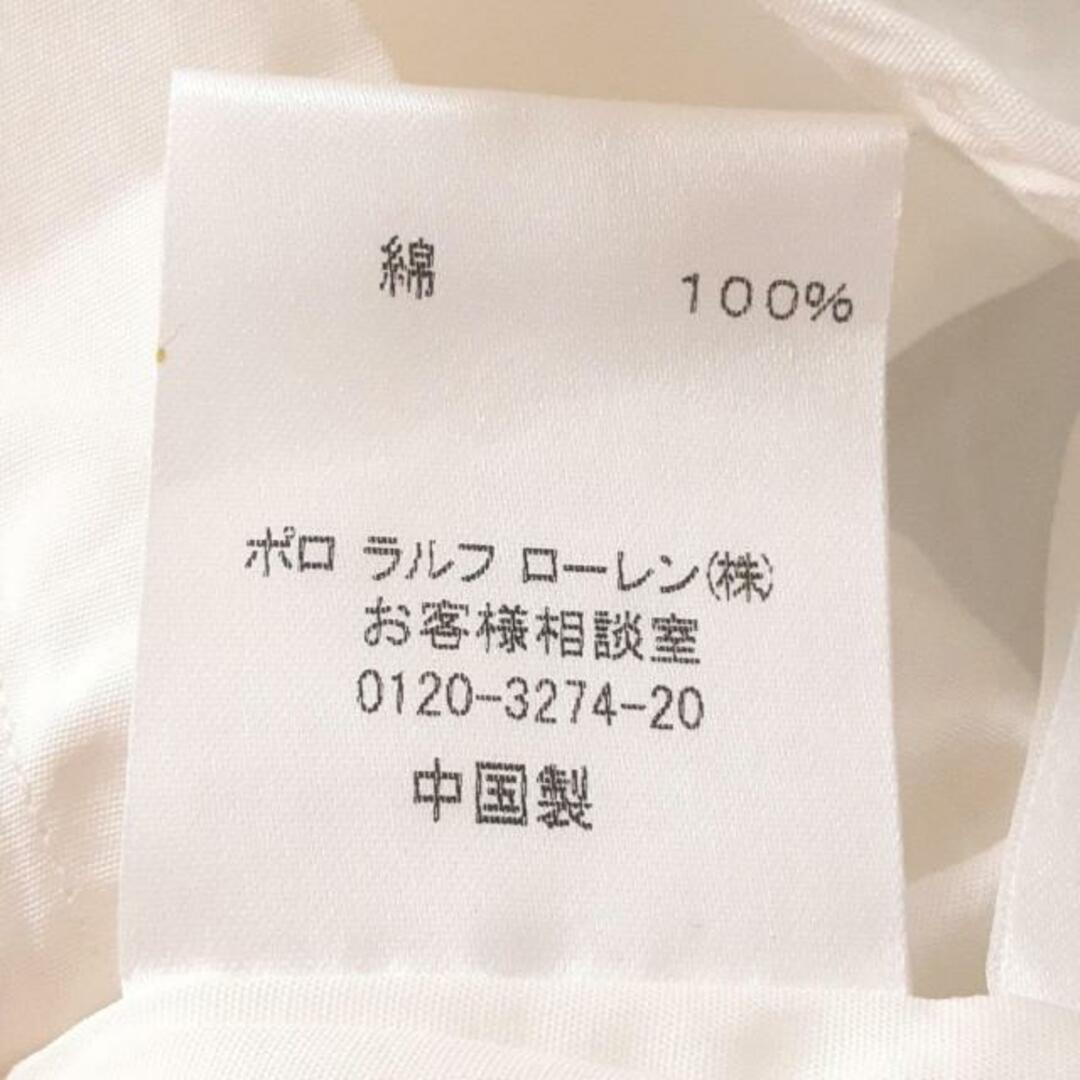 綿 100%
ポロ ラルフ ローレン(株)
お客様相談室
0120-3274-20
中国製